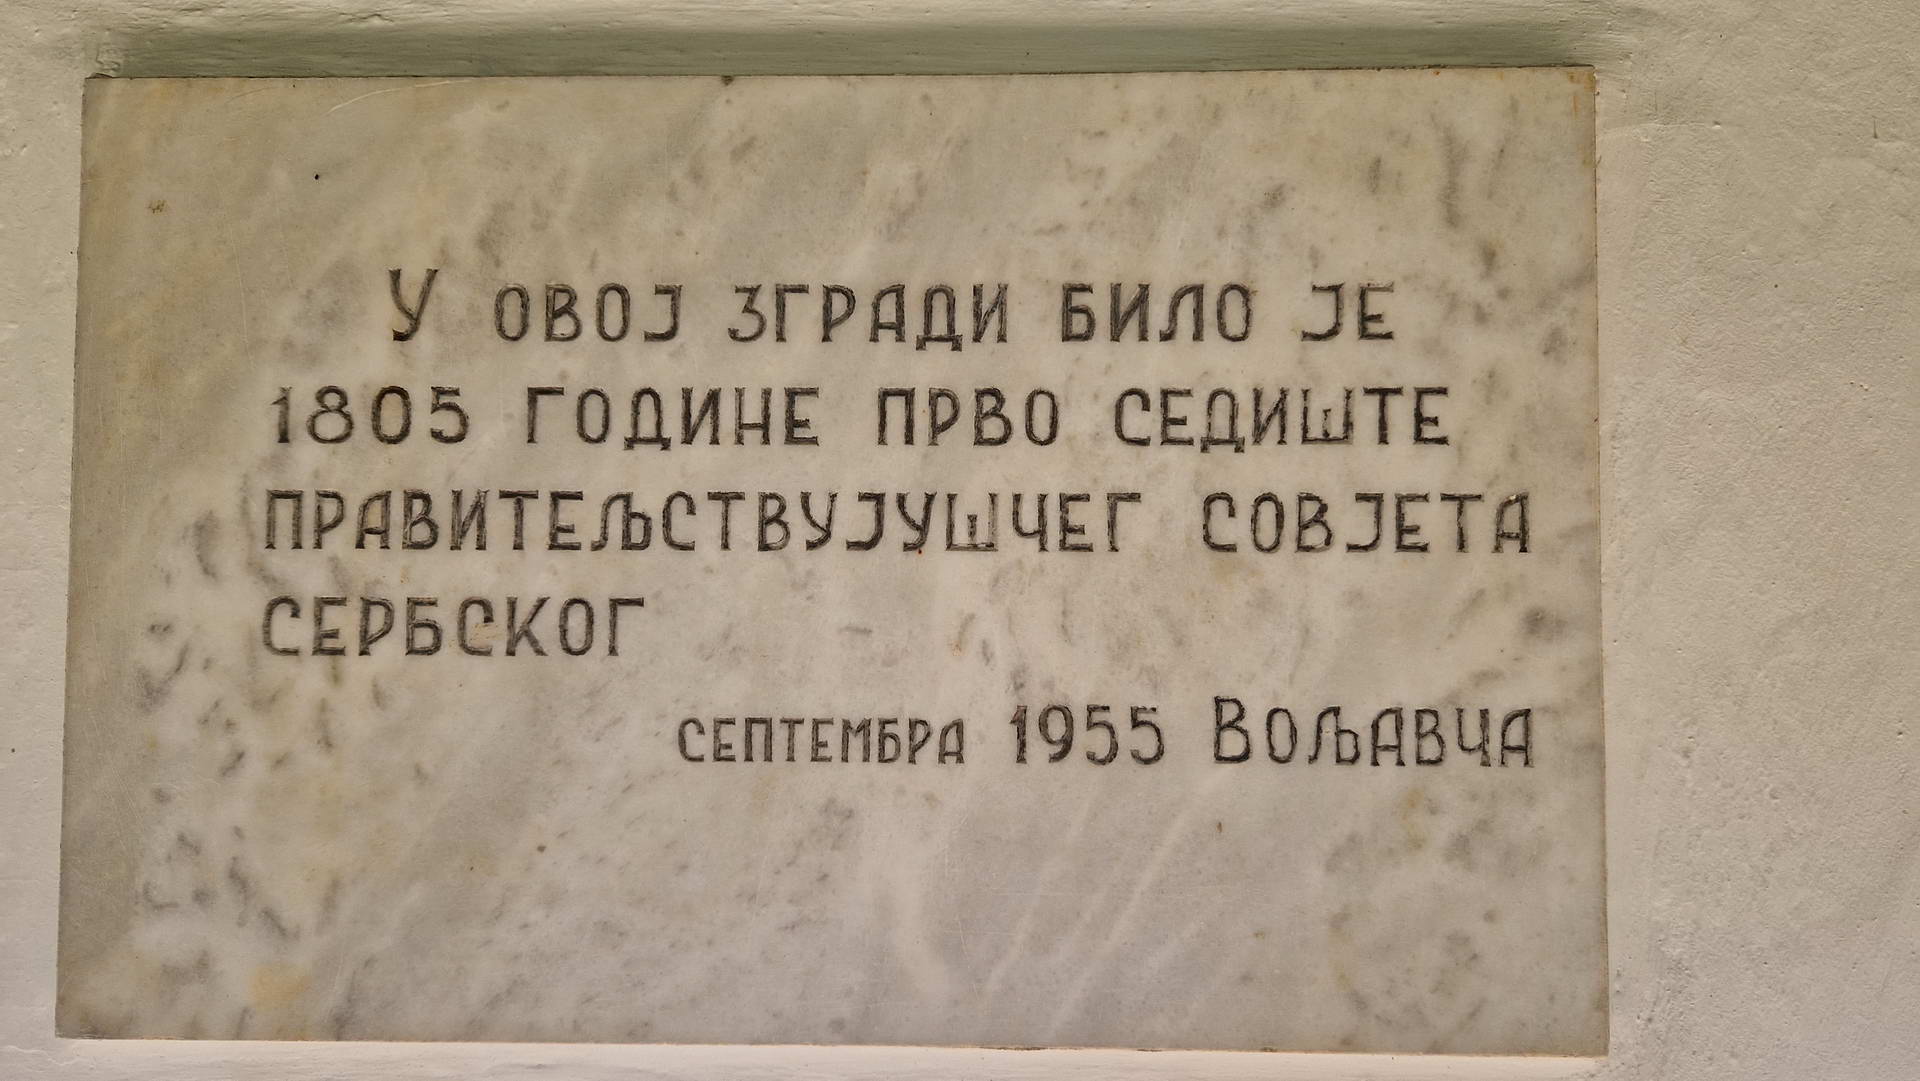 У ОВОЈ ЗГРАДИ БИЛО ЈЕ
1805 ГОДИНЕ ПРВО СЕДИШТЕ
ПРАВИТЕЉСТВУЈУШЧЕГ СОВЈЕТА
СЕРБСКОГ
СЕПТЕМБРА 1955 ВОЉАВЧА